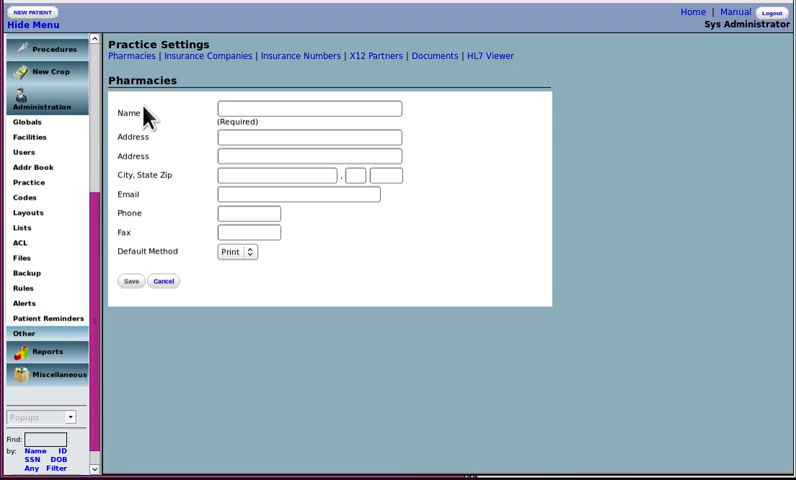 NEW PATIENT
Hide Menu
Home | Manual Logout
Sys Administrator
Procedures
New Crop
Administration
Globals
Facilities
Users
Addr Book
Practice
Codes
Layouts
Lists
ACL
Files
Backup
Rules
Alerts
Patient Reminders
Other
Reports
Miscellaneous
Popups
Find:
by: Name ID
SSN DOB
Any Filter
Practice Settings
Pharmacies | Insurance Companies | Insurance Numbers | X12 Partners | Documents | HL7 Viewer
Pharmacies
Name
(Required)
Address
Address
City, State Zip ,
Email
Phone
Fax
Default Method Print
Save Cancel